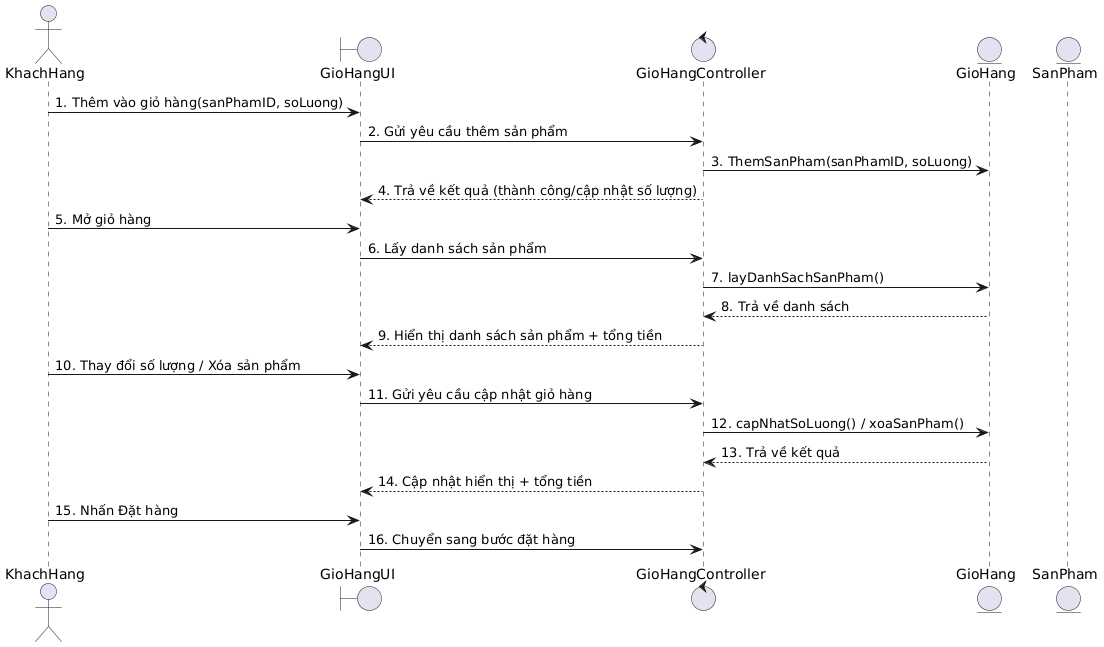 KhachHang
GioHangUI
GioHangController
GioHang
SanPham
1. Thêm vào giỏ hàng(sanPhamID, soLuong)
2. Gửi yêu cầu thêm sản phẩm
3. ThemSanPham(sanPhamID, soLuong)
4. Trả về kết quả (thành công/cập nhật số lượng)
5. Mở giỏ hàng
6. Lấy danh sách sản phẩm
7. layDanhSachSanPham()
8. Trả về danh sách
9. Hiển thị danh sách sản phẩm + tổng tiền
10. Thay đổi số lượng / Xóa sản phẩm
11. Gửi yêu cầu cập nhật giỏ hàng
12. capNhatSoLuong() / xoaSanPham()
13. Trả về kết quả
14. Cập nhật hiển thị + tổng tiền
15. Nhấn Đặt hàng
16. Chuyển sang bước đặt hàng
KhachHang
GioHangUI
GioHangController
GioHang
SanPham